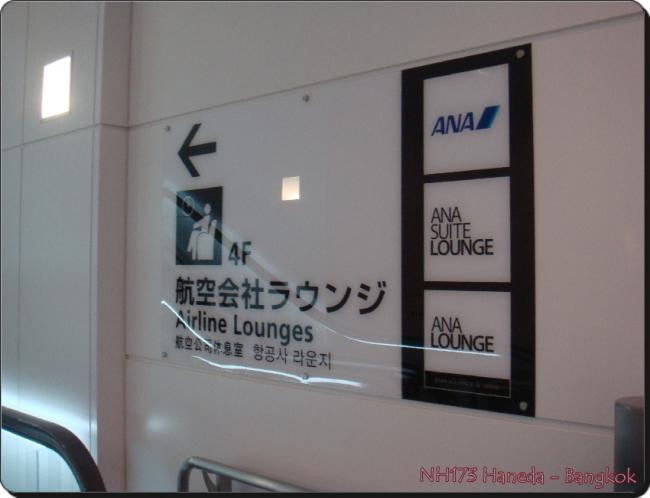 4F
航空会社ラウンジ
Airline Lounges
航空公司休息室 항공사 라운지
ANA
ANA
SUITE
LOUNGE
ANA
LOUNGE
NH173 Haneda - Bangkok